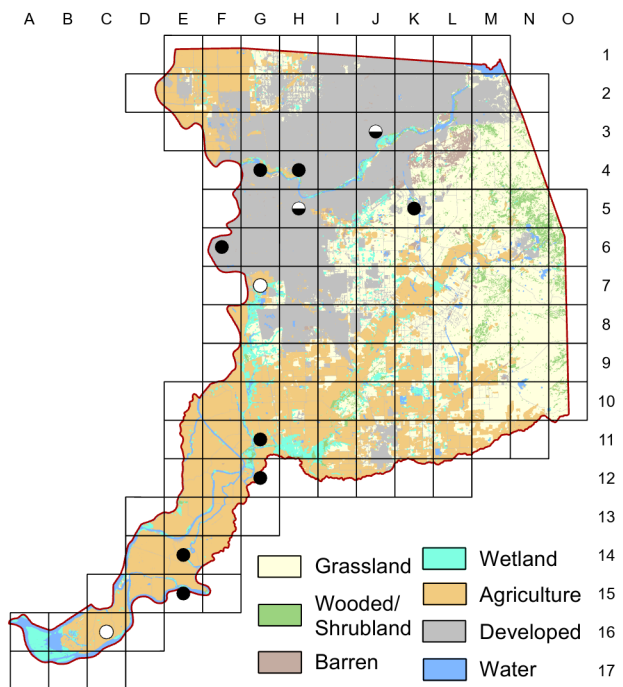 A B C D E F G H I J K L M N O
1
2
3
4
5
6
7
8
9
10
11
12
13
14
15
16
17
Grassland
Wooded/
Shrubland
Barren
Wetland
Agriculture
Developed
Water